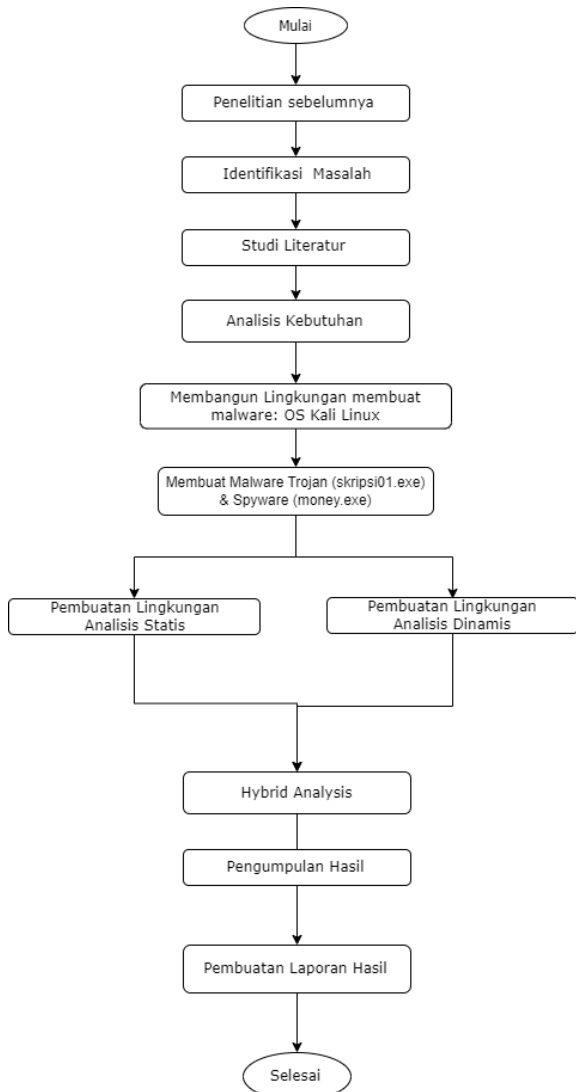 Mulai
Penelitian sebelumnya
Identifikasi Masalah
Studi Literatur
Analisis Kebutuhan
Membangun Lingkungan membuat
malware: OS Kali Linux
Membuat Malware Trojan (skripsi01.exe)
& Spyware (money.exe)
Pembuatan Lingkungan
Analisis Statis
Pembuatan Lingkungan
Analisis Dinamis
Hybrid Analysis
Pengumpulan Hasil
Pembuatan Laporan Hasil
Selesai